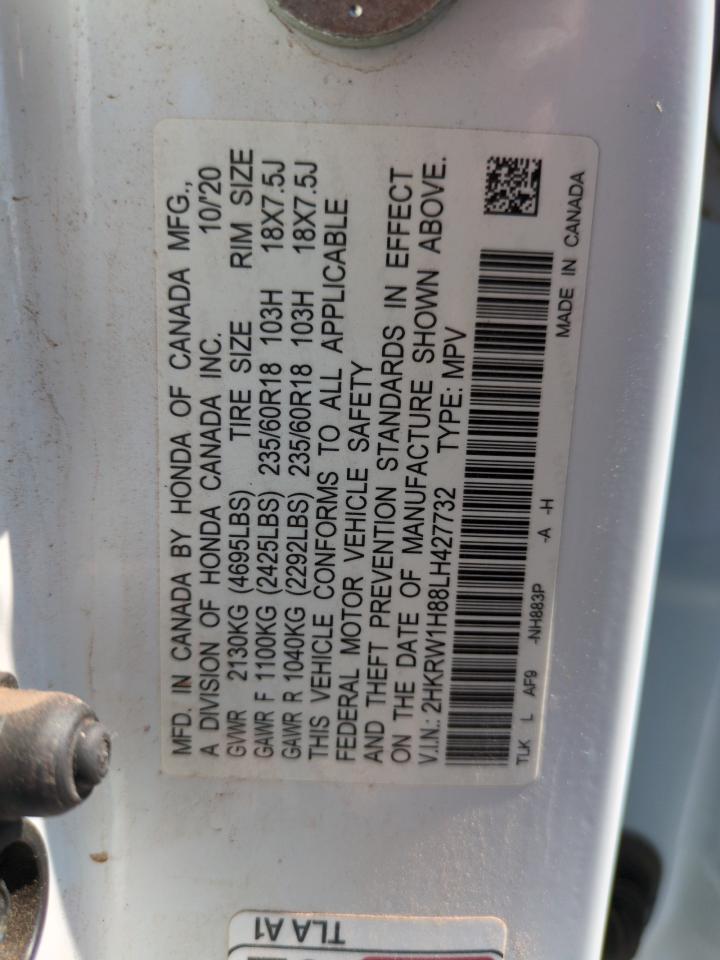 MFD. IN CANADA BY HONDA OF CANADA MFG.,
A DIVISION OF HONDA CANADA INC. 10/'20
GVWR 2130KG (4695LBS) TIRE SIZE RIM SIZE
GAWR F 1100KG (2425LBS) 235/60R18 103H 18X7.5J
GAWR R 1040KG (2292LBS) 235/60R18 103H 18X7.5J
THIS VEHICLE CONFORMS TO ALL APPLICABLE
FEDERAL MOTOR VEHICLE SAFETY
AND THEFT PREVENTION STANDARDS IN EFFECT
ON THE DATE OF MANUFACTURE SHOWN ABOVE.
V.I.N.: 2HKRW1H88LH427732 TYPE: MPV
TLK L AF9 -NH883P -A -H
MADE IN CANADA
TLA A1